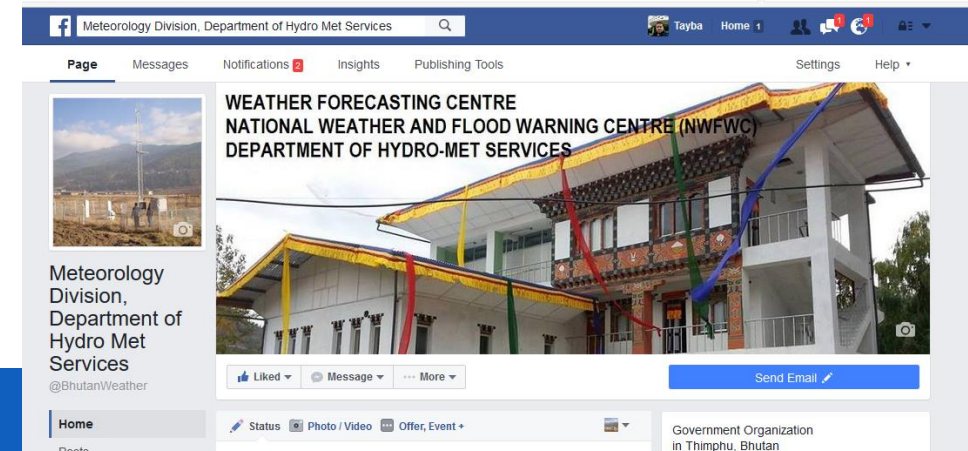 Meteorology Division, Department of Hydro Met Services
Tayba
Home 1
1
1
Page
Messages
Notifications 2
Insights
Publishing Tools
Settings
Help
WEATHER FORECASTING CENTRE
NATIONAL WEATHER AND FLOOD WARNING CENTRE (NWFWC)
DEPARTMENT OF HYDRO-MET SERVICES
Meteorology
Division,
Department of
Hydro Met
Services
@BhutanWeather
Liked
Message
More
Send Email
Home
Posts
Status
Photo / Video
Offer, Event +
Government Organization
in Thimphu, Bhutan